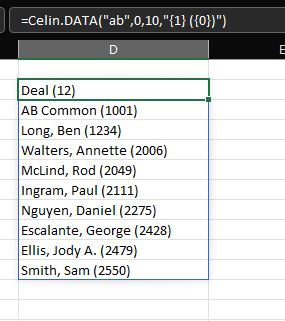 =Celin.DATA("ab",0,10,"{1} ({0})")
D
Deal (12)
AB Common (1001)
Long, Ben (1234)
Walters, Annette (2006)
McLind, Rod (2049)
Ingram, Paul (2111)
Nguyen, Daniel (2275)
Escalante, George (2428)
Ellis, Jody A. (2479)
Smith, Sam (2550)